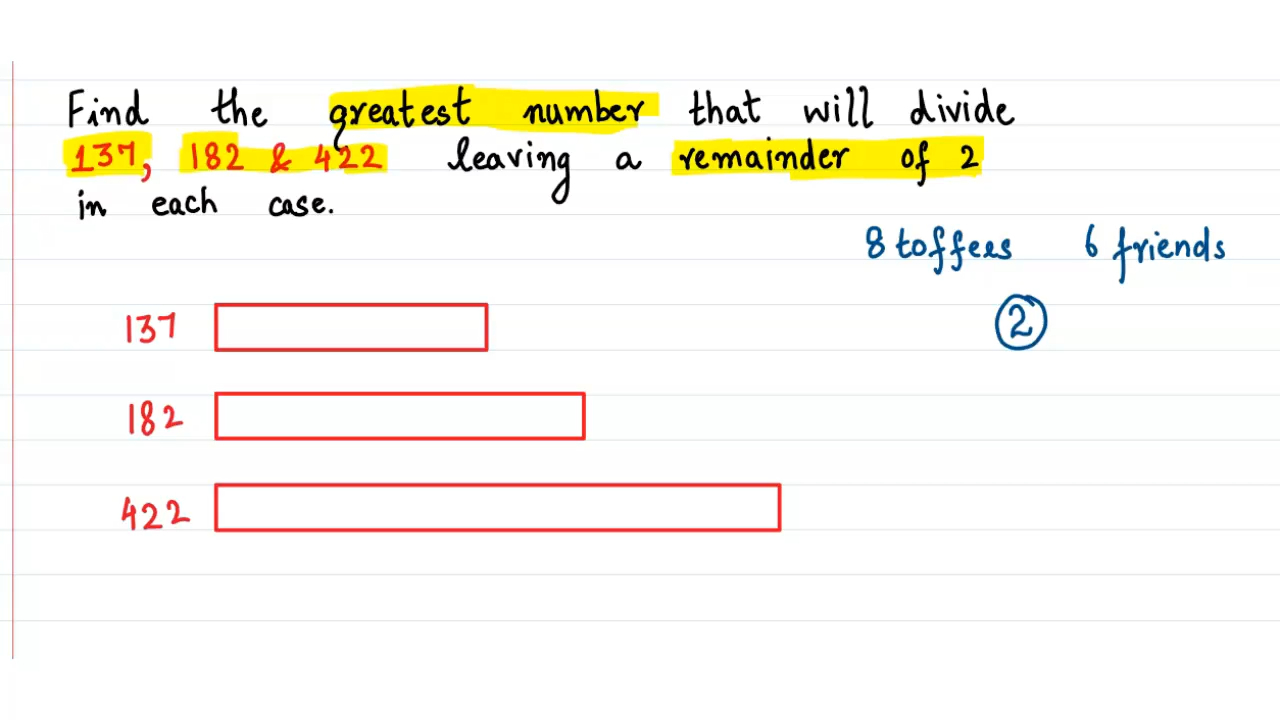 Find the greatest number that will divide
137, 182 & 422 leaving a remainder of 2
in each case.
8 toffees 6 friends
137
2
182
422